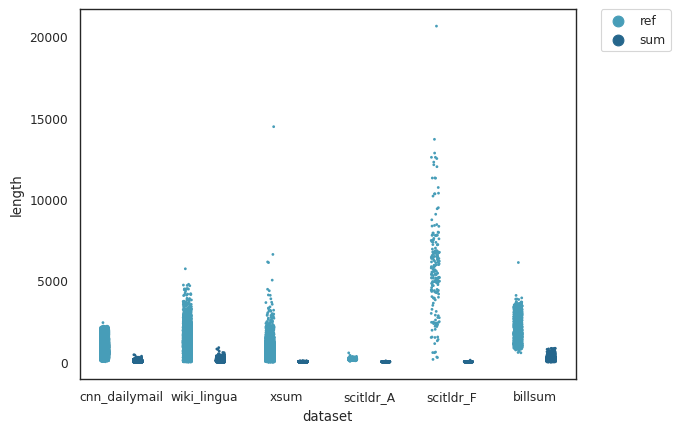 ref
sum
20000
15000
10000
5000
0
length
cnn_dailymail wiki_lingua xsum scitldr_A scitldr_F billsum
dataset